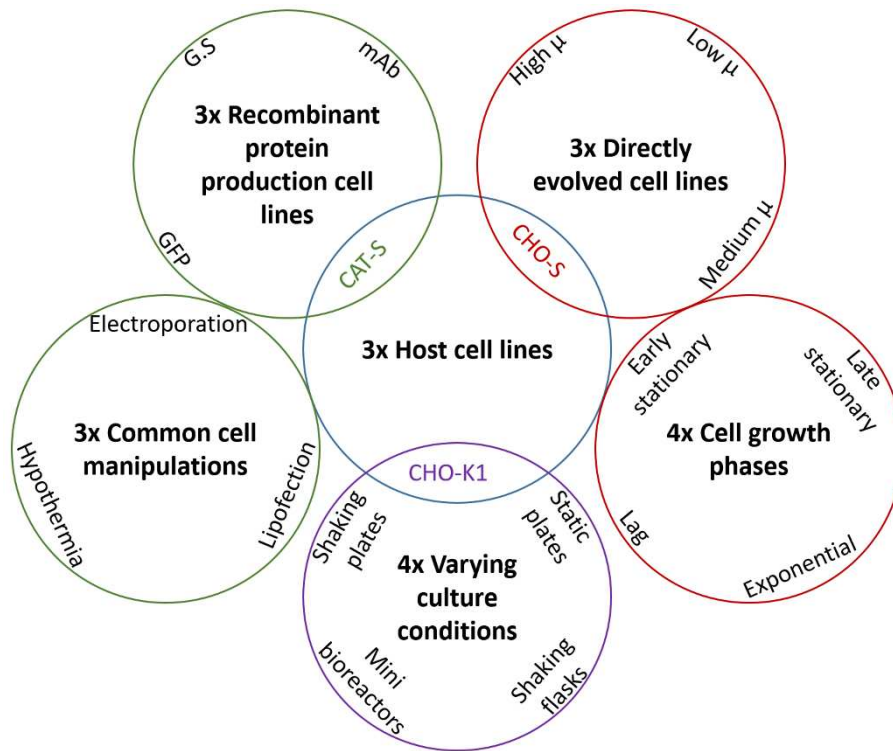 G.S
mAb
3x Recombinant
protein
production cell
lines
GFP
High μ
Low μ
3x Directly
evolved cell lines
Medium μ
CAT-S
CHO-S
3x Host cell lines
Electroporation
3x Common cell
manipulations
Hypothermia
Lipofection
Early
stationary
Late
stationary
4x Cell growth
phases
Lag
Exponential
CHO-K1
Shaking
plates
Static
plates
4x Varying
culture
conditions
Mini
bioreactors
Shaking
flasks